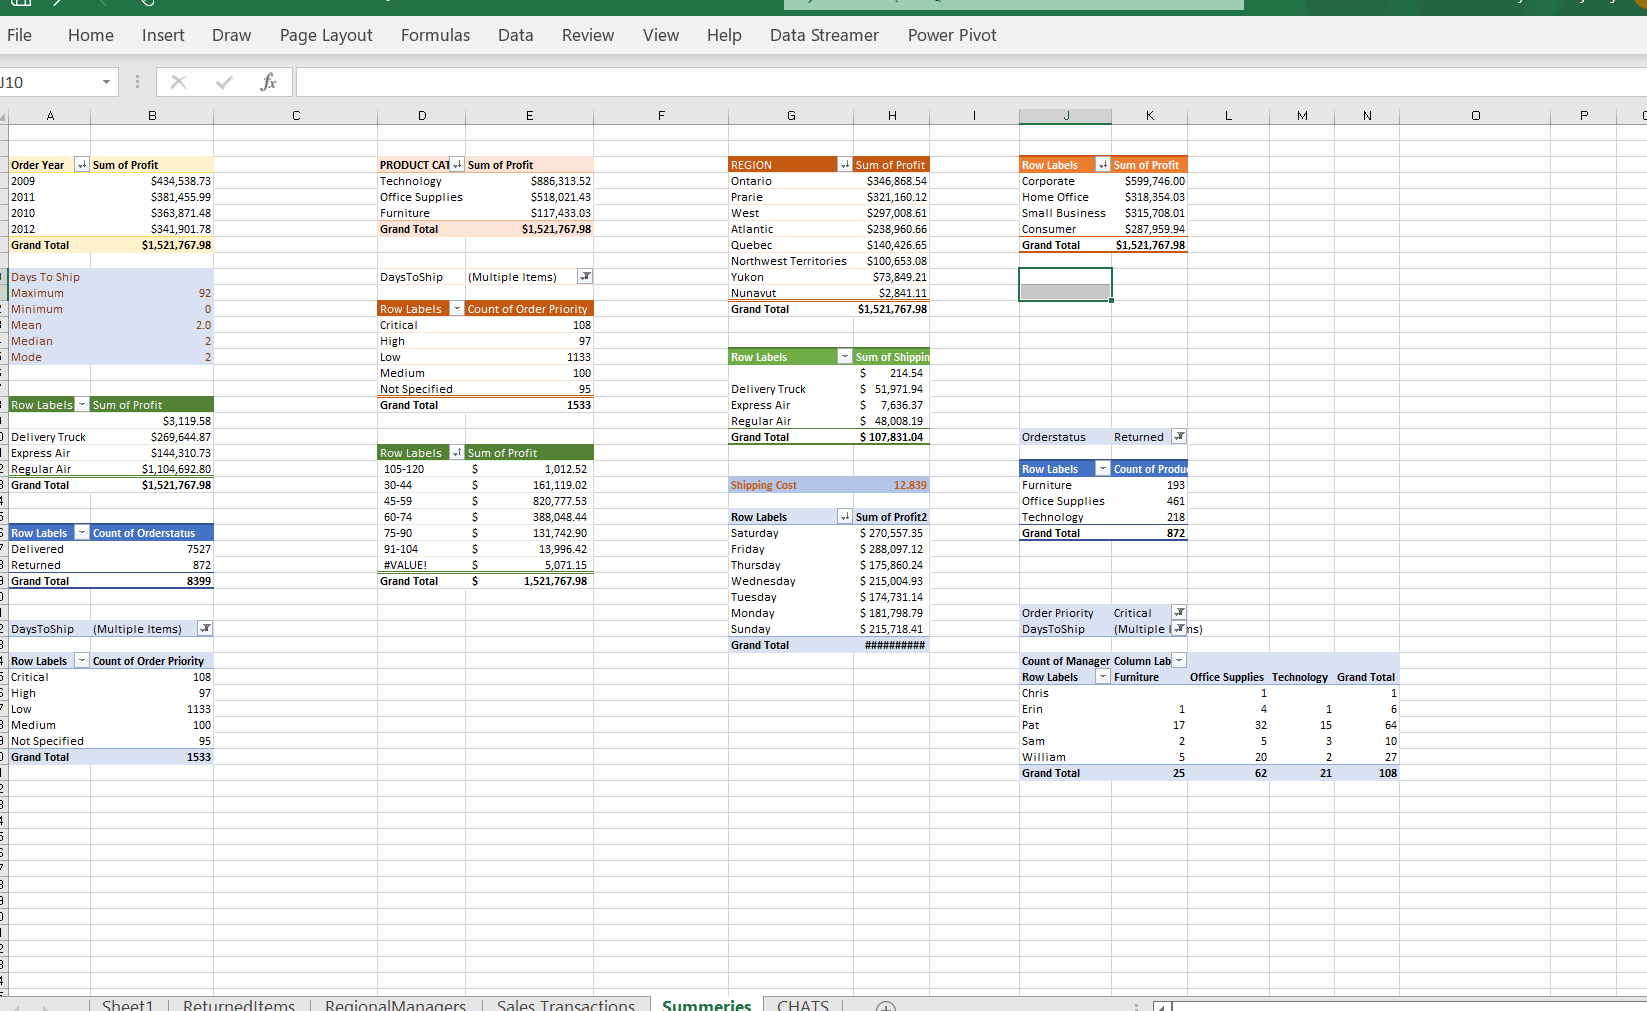 File Home Insert Draw Page Layout Formulas Data Review View Help Data Streamer Power Pivot
J10 fx
A B C D E F G H I J K L M N O P
Order Year Sum of Profit
2009 $434,538.73
2011 $381,455.99
2010 $363,871.48
2012 $341,901.78
Grand Total $1,521,767.98
PRODUCT CAT Sum of Profit
Technology $886,313.52
Office Supplies $518,021.43
Furniture $117,433.03
Grand Total $1,521,767.98
REGION Sum of Profit
Ontario $346,868.54
Prarie $321,160.12
West $297,008.61
Atlantic $238,960.66
Quebec $140,426.65
Northwest Territories $100,653.08
Yukon $73,849.21
Nunavut $2,841.11
Grand Total $1,521,767.98
Row Labels Sum of Profit
Corporate $599,746.00
Home Office $318,354.03
Small Business $315,708.01
Consumer $287,959.94
Grand Total $1,521,767.98
Days To Ship
Maximum 92
Minimum 0
Mean 2.0
Median 2
Mode 2
DaysToShip (Multiple Items)
Row Labels Count of Order Priority
Critical 108
High 97
Low 1133
Medium 100
Not Specified 95
Grand Total 1533
Row Labels Sum of Shippin
$ 214.54
Delivery Truck $ 51,971.94
Express Air $ 7,636.37
Regular Air $ 48,008.19
Grand Total $ 107,831.04
Row Labels Sum of Profit
$3,119.58
Delivery Truck $269,644.87
Express Air $144,310.73
Regular Air $1,104,692.80
Grand Total $1,521,767.98
Row Labels Sum of Profit
105-120 $ 1,012.52
30-44 $ 161,119.02
45-59 $ 820,777.53
60-74 $ 388,048.44
75-90 $ 131,742.90
91-104 $ 13,996.42
#VALUE! $ 5,071.15
Grand Total $ 1,521,767.98
Shipping Cost 12.839
Orderstatus Returned
Row Labels Count of Produ
Furniture 193
Office Supplies 461
Technology 218
Grand Total 872
Row Labels Count of Orderstatus
Delivered 7527
Returned 872
Grand Total 8399
Row Labels Sum of Profit2
Saturday $ 270,557.35
Friday $ 288,097.12
Thursday $ 175,860.24
Wednesday $ 215,004.93
Tuesday $ 174,731.14
Monday $ 181,798.79
Sunday $ 215,718.41
Grand Total ##########
DaysToShip (Multiple Items)
Row Labels Count of Order Priority
Critical 108
High 97
Low 1133
Medium 100
Not Specified 95
Grand Total 1533
Order Priority Critical
DaysToShip (Multiple I ms)
Count of Manager Column Lab
Row Labels Furniture Office Supplies Technology Grand Total
Chris 1 1
Erin 1 4 1 6
Pat 17 32 15 64
Sam 2 5 3 10
William 5 20 2 27
Grand Total 25 62 21 108
Sheet1 ReturnedItems RegionalManagers Sales Transactions Summeries CHATS